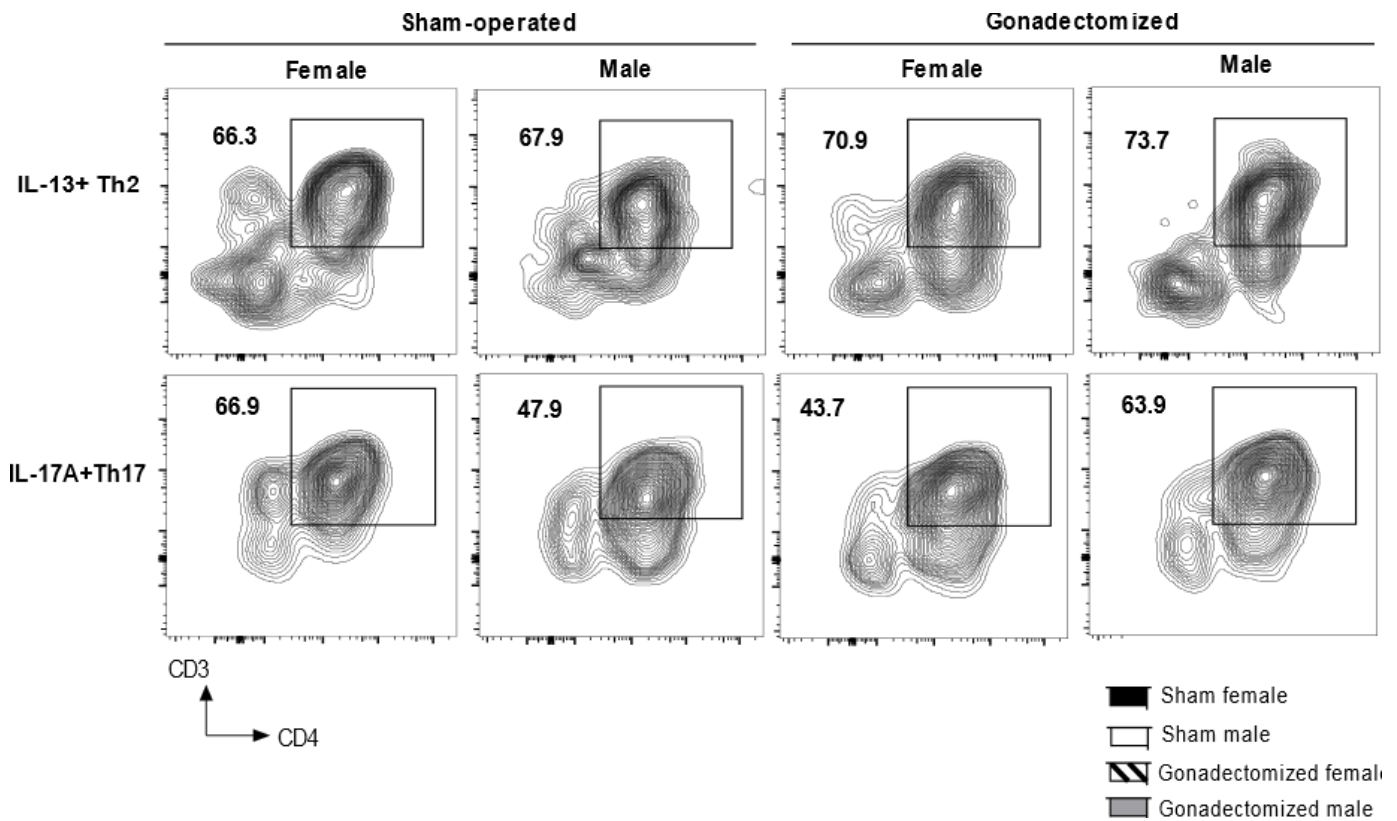 Sham-operated
Gonadectomized
Female
Male
Female
Male
IL-13+ Th2
66.3
67.9
70.9
73.7
IL-17A+Th17
66.9
47.9
43.7
63.9
CD3
CD4
Sham female
Sham male
Gonadectomized female
Gonadectomized male